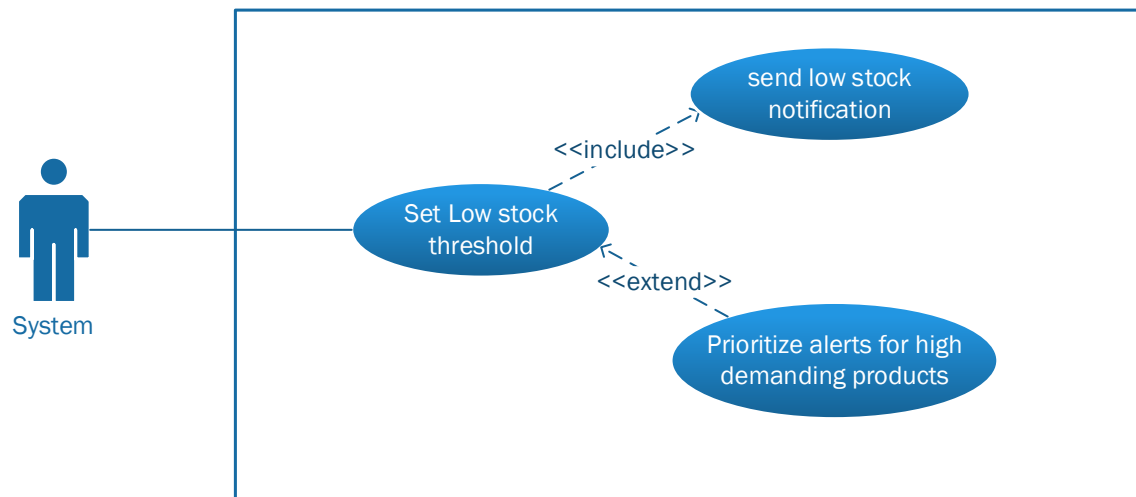 send low stock
notification
<<include>>
Set Low stock
threshold
<<extend>>
System
Prioritize alerts for high
demanding products